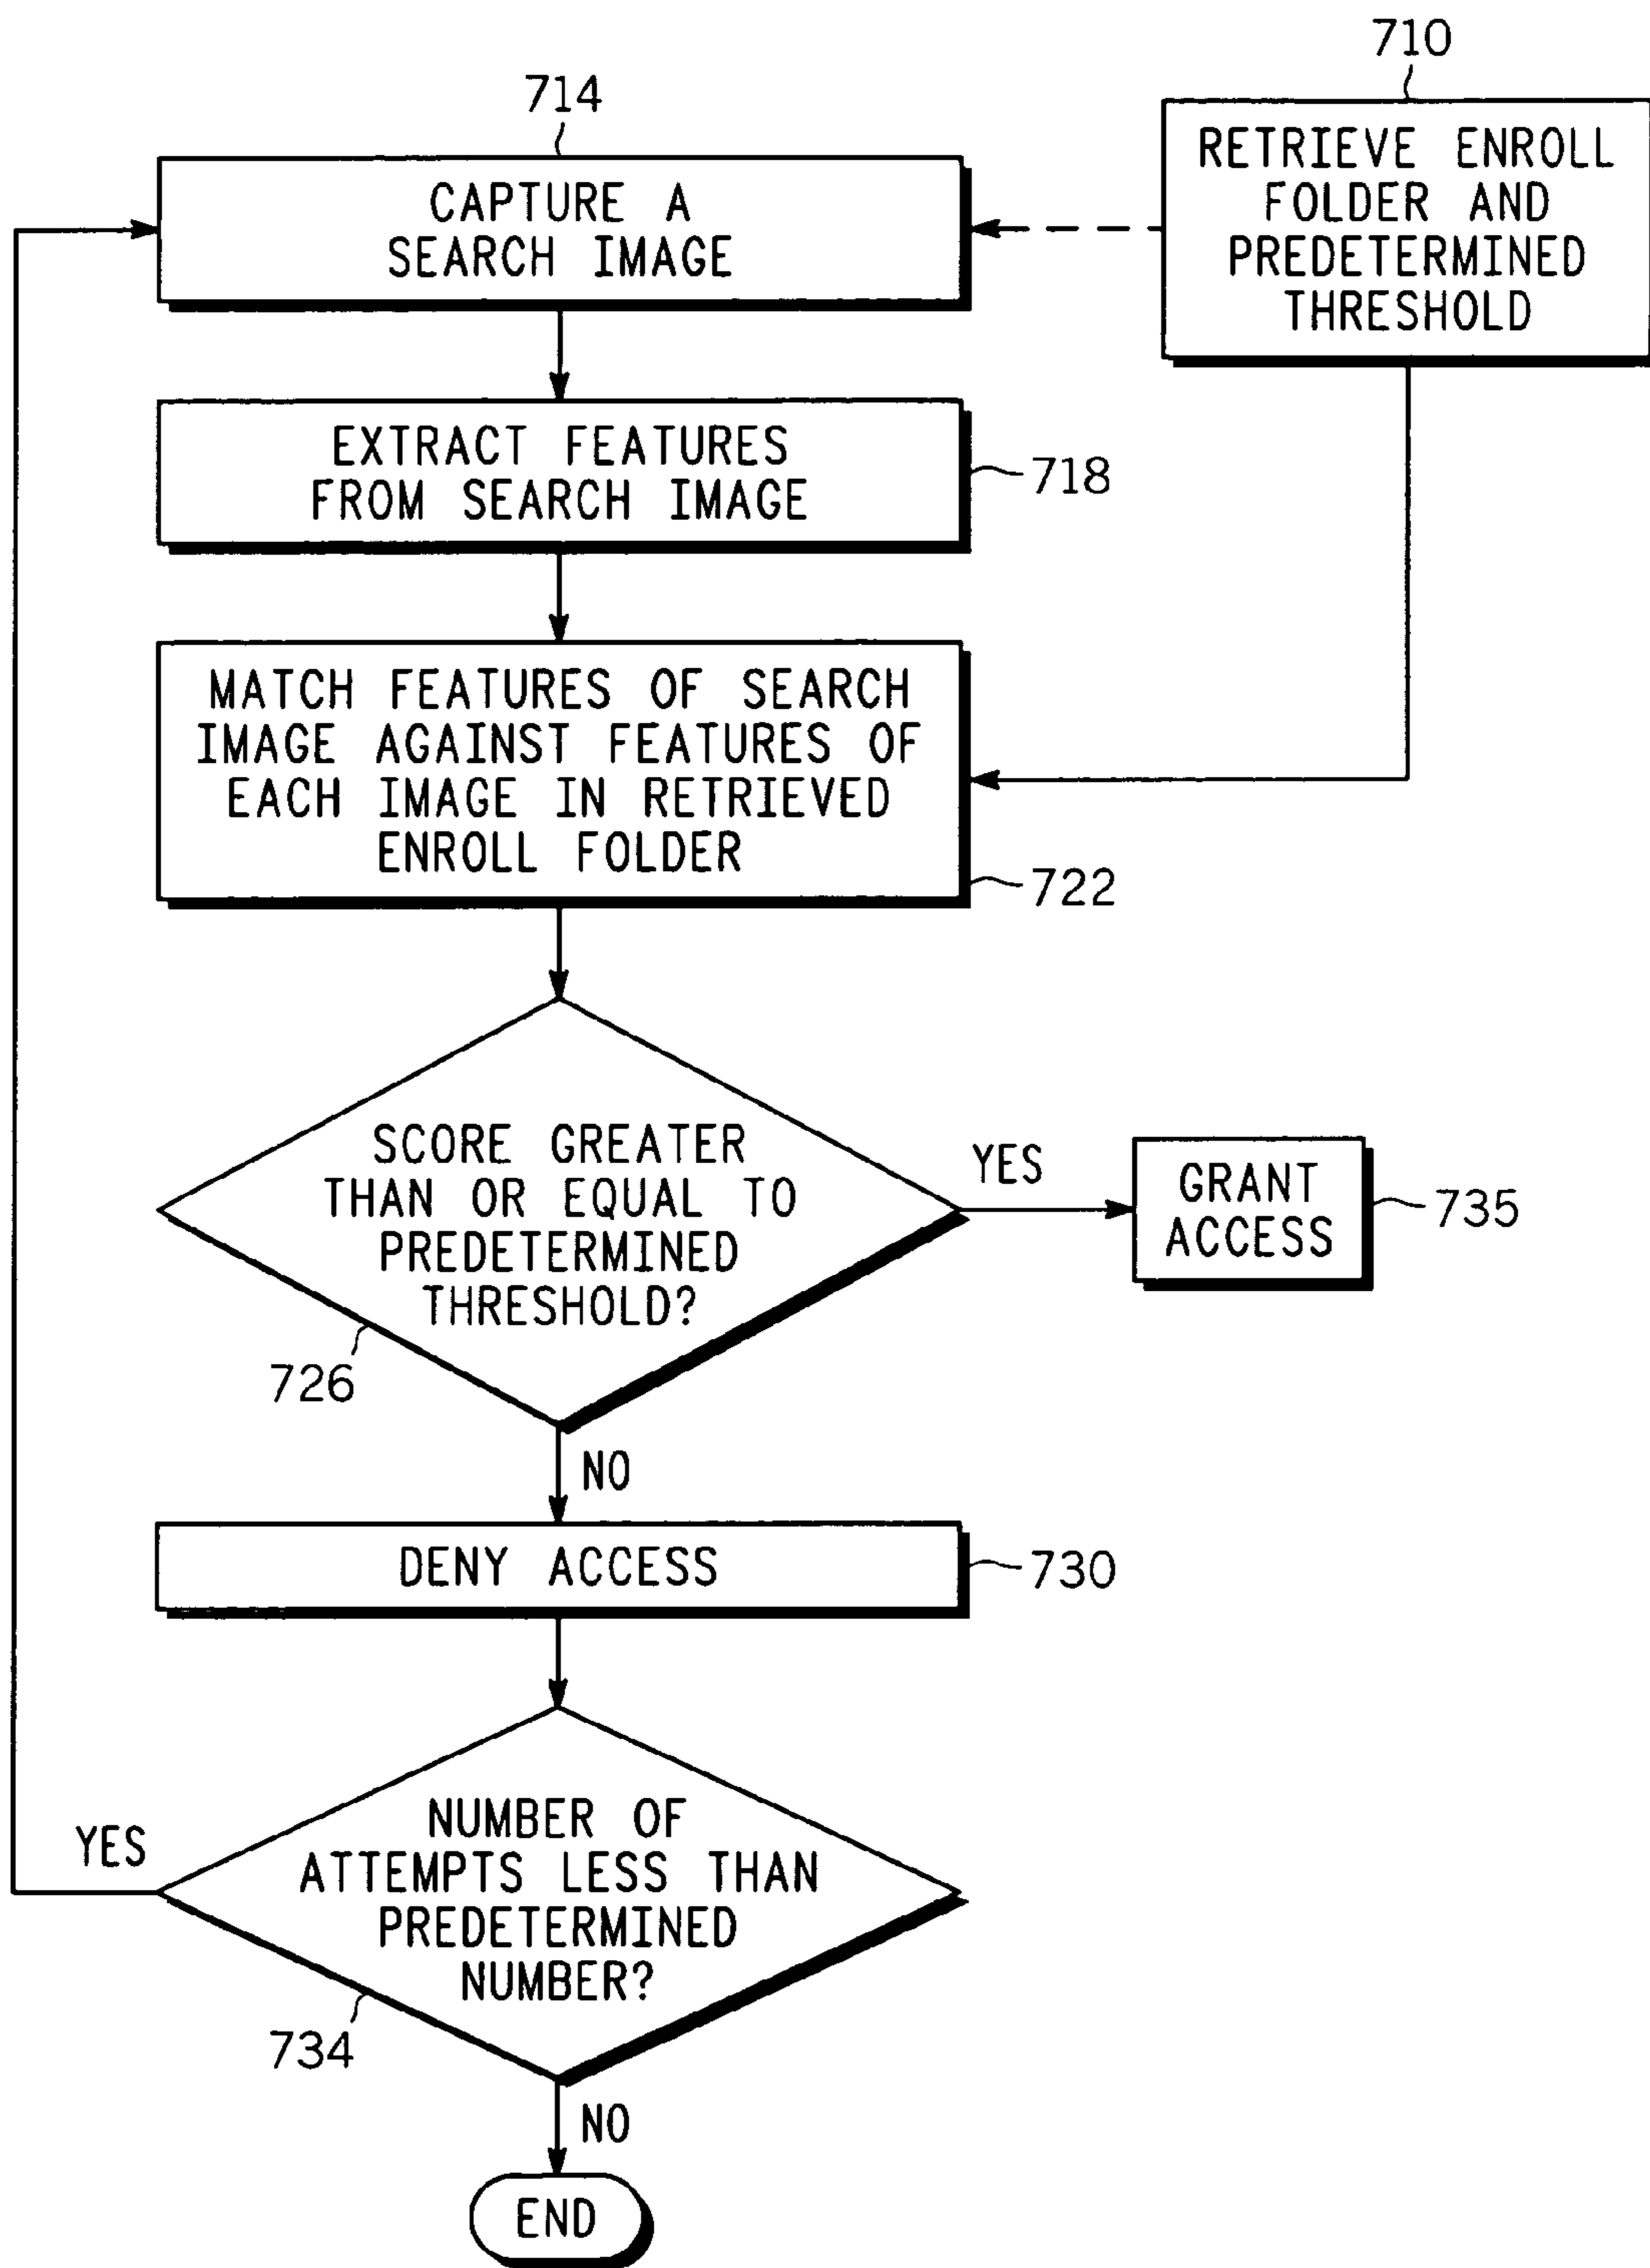 710
RETRIEVE ENROLL
FOLDER AND
PREDETERMINED
THRESHOLD
714
CAPTURE A
SEARCH IMAGE
EXTRACT FEATURES
FROM SEARCH IMAGE
718
MATCH FEATURES OF SEARCH
IMAGE AGAINST FEATURES OF
EACH IMAGE IN RETRIEVED
ENROLL FOLDER
722
SCORE GREATER
THAN OR EQUAL TO
PREDETERMINED
THRESHOLD?
726
YES
GRANT
ACCESS
735
NO
DENY ACCESS
730
NUMBER OF
ATTEMPTS LESS THAN
PREDETERMINED
NUMBER?
734
YES
NO
END